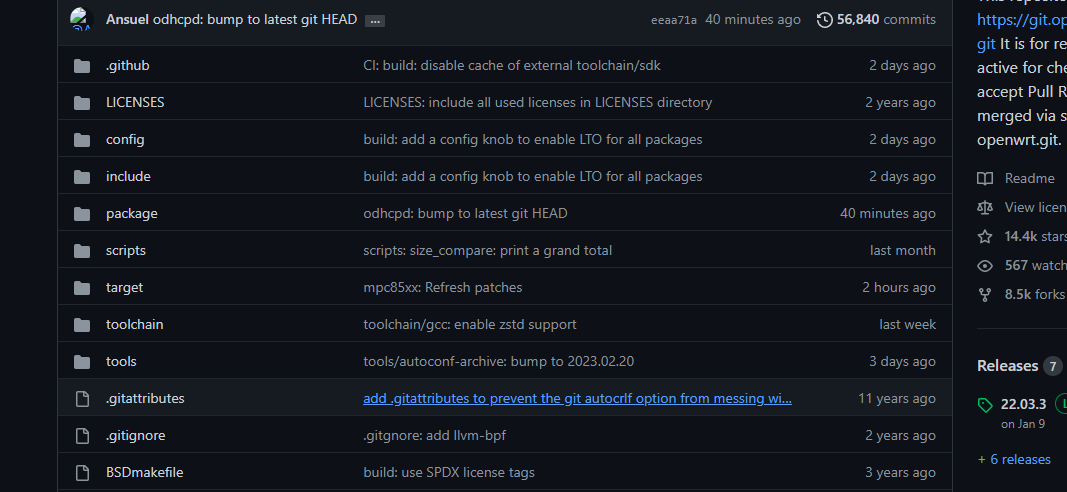 Ansuel odhcpd: bump to latest git HEAD ... eeaa71a 40 minutes ago 56,840 commits
.github CI: build: disable cache of external toolchain/sdk 2 days ago
LICENSES LICENSES: include all used licenses in LICENSES directory 2 years ago
config build: add a config knob to enable LTO for all packages 2 days ago
include build: add a config knob to enable LTO for all packages 2 days ago
package odhcpd: bump to latest git HEAD 40 minutes ago
scripts scripts: size_compare: print a grand total last month
target mpc85xx: Refresh patches 2 hours ago
toolchain toolchain/gcc: enable zstd support last week
tools tools/autoconf-archive: bump to 2023.02.20 3 days ago
.gitattributes add .gitattributes to prevent the git autocrlf option from messing wi... 11 years ago
.gitignore .gitgnore: add llvm-bpf 2 years ago
BSDmakefile build: use SPDX license tags 3 years ago
https://git.op
git It is for re
active for che
accept Pull R
merged via s
openwrt.git.
Readme
View licen
14.4k stars
567 watch
8.5k forks
Releases 7
22.03.3 L
on Jan 9
+ 6 releases